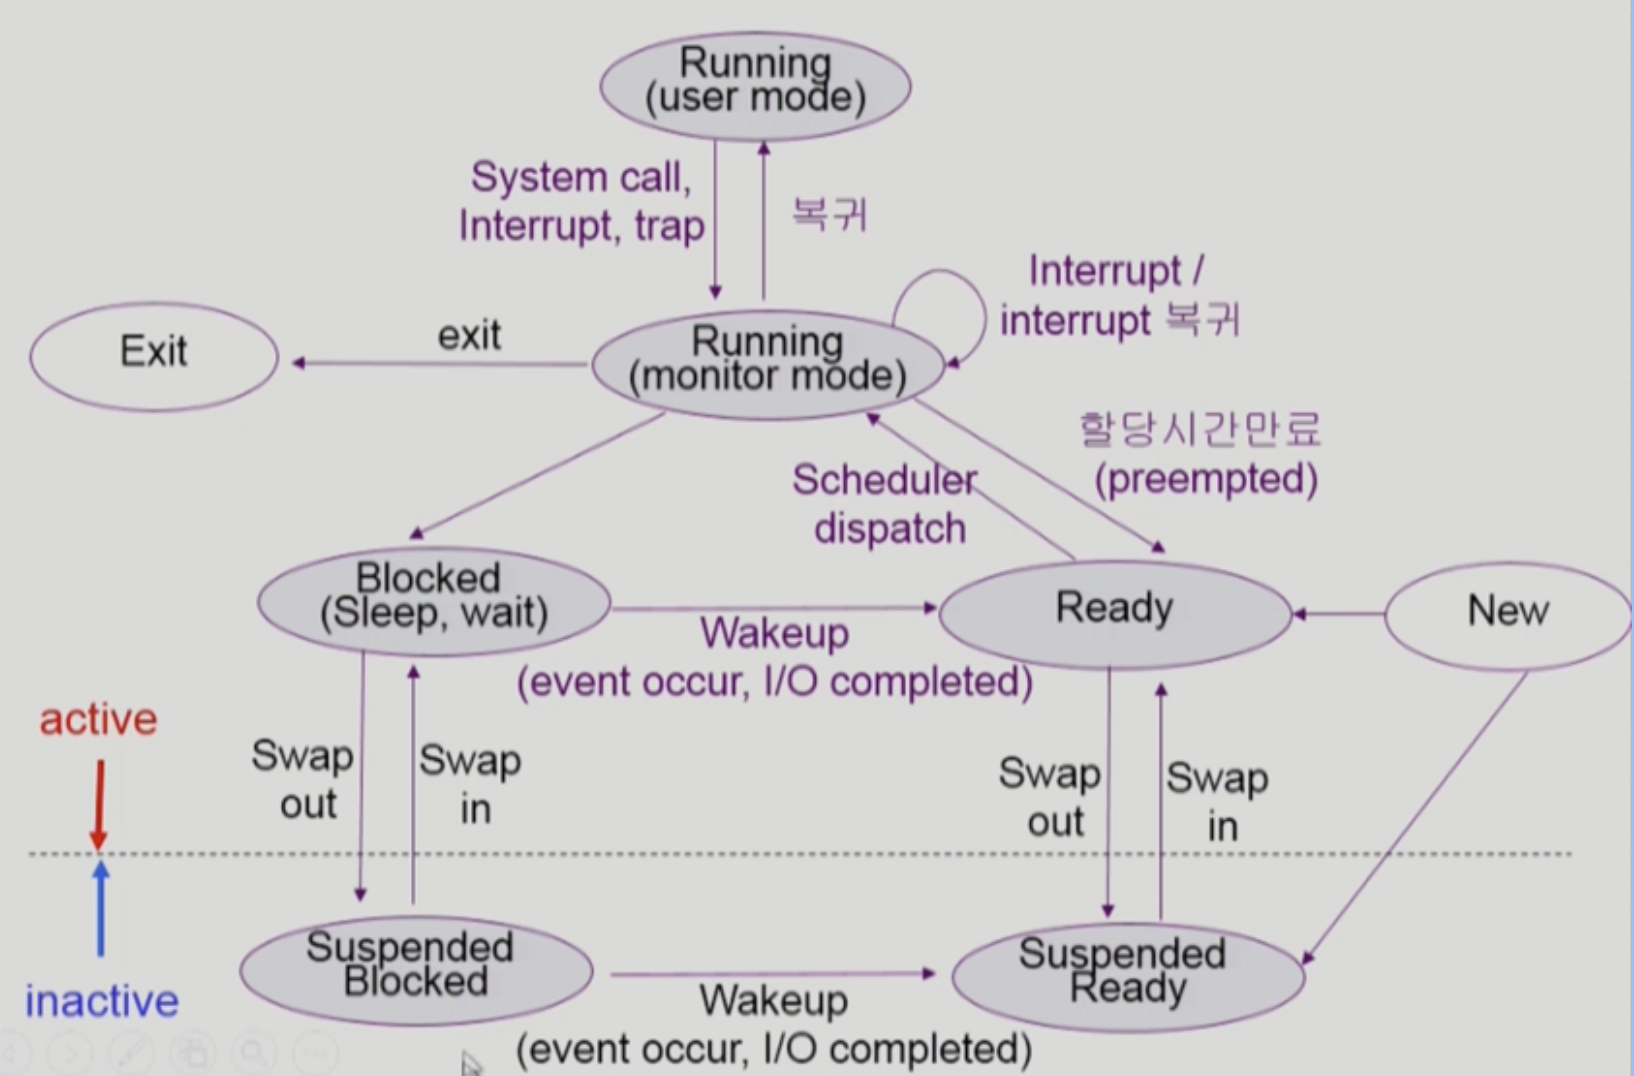 Running
(user mode)
System call,
Interrupt, trap
복귀
Interrupt /
interrupt 복귀
Exit
exit
Running
(monitor mode)
할당시간만료
(preempted)
Scheduler
dispatch
Blocked
(Sleep, wait)
Wakeup
(event occur, I/O completed)
Ready
New
active
Swap
out
Swap
in
Swap
out
Swap
in
inactive
Suspended
Blocked
Wakeup
(event occur, I/O completed)
Suspended
Ready